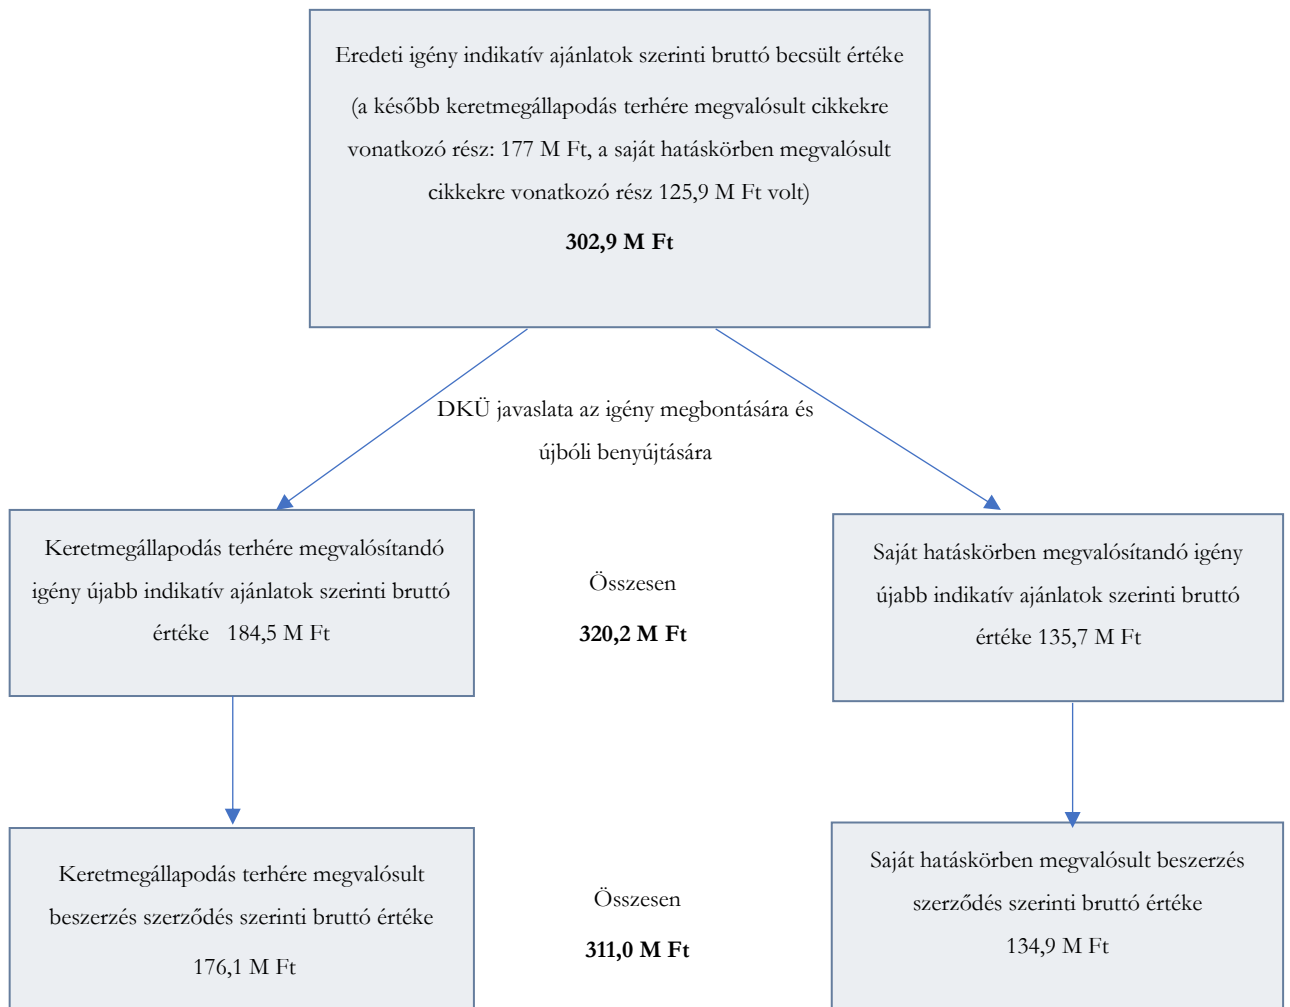 Eredeti igény indikatív ajánlatok szerinti bruttó becsült értéke
(a később keretmegállapodás terhére megvalósult cikkekre
vonatkozó rész: 177 M Ft, a saját hatáskörben megvalósult
cikkekre vonatkozó rész 125,9 M Ft volt)
302,9 M Ft
DKÜ javaslata az igény megbontására és
újbóli benyújtására
Keretmegállapodás terhére megvalósítandó
igény újabb indikatív ajánlatok szerinti bruttó
értéke 184,5 M Ft
Összesen
320,2 M Ft
Saját hatáskörben megvalósítandó igény
újabb indikatív ajánlatok szerinti bruttó
értéke 135,7 M Ft
Keretmegállapodás terhére megvalósult
beszerzés szerződés szerinti bruttó értéke
176,1 M Ft
Összesen
311,0 M Ft
Saját hatáskörben megvalósult beszerzés
szerződés szerinti bruttó értéke
134,9 M Ft